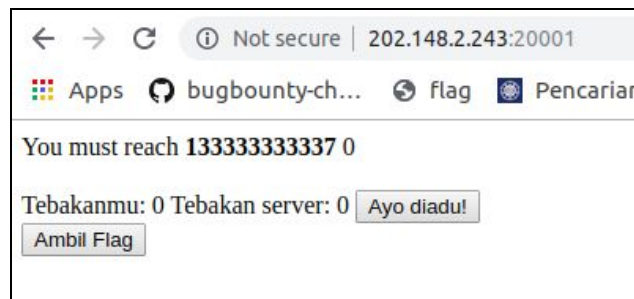 Not secure | 202.148.2.243:20001
Apps bugbounty-ch... flag Pencarian
You must reach 133333333337 0
Tebakanmu: 0 Tebakan server: 0 Ayo diadu!
Ambil Flag